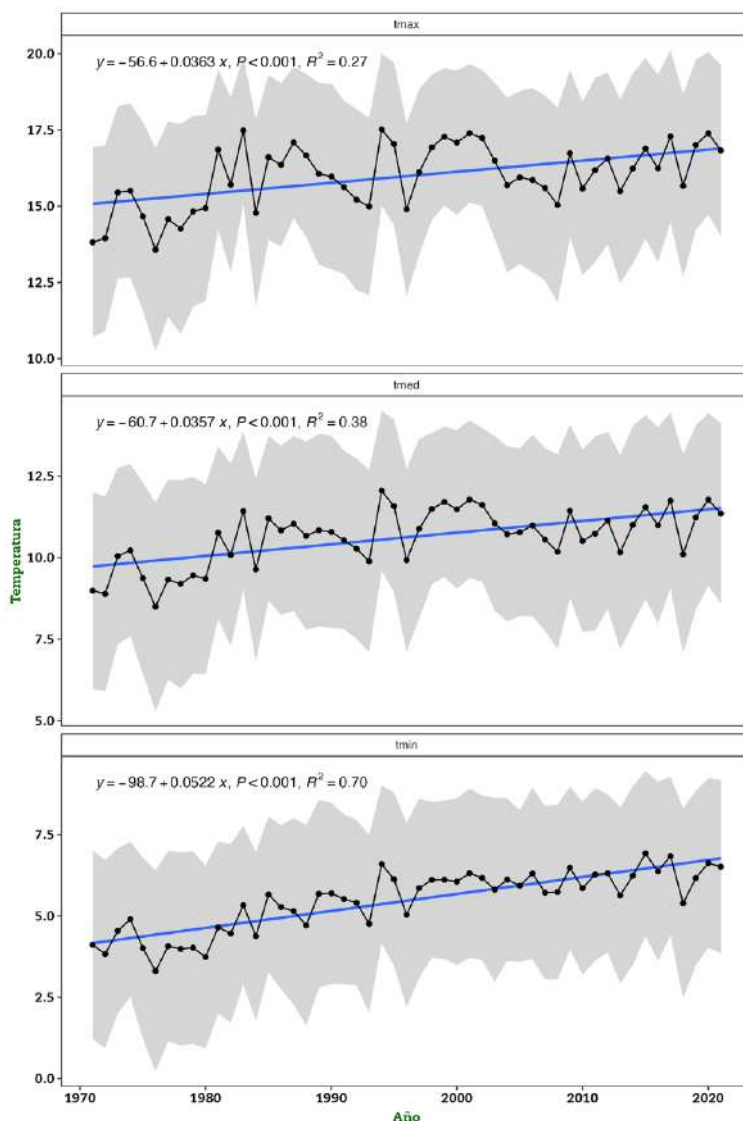 tmax
20.0
y = −56.6 + 0.0363 x, P < 0.001, R² = 0.27
17.5
15.0
12.5
10.0
tmed
y = −60.7 + 0.0357 x, P < 0.001, R² = 0.38
12.5
10.0
7.5
5.0
Temperatura
tmin
y = −98.7 + 0.0522 x, P < 0.001, R² = 0.70
7.5
5.0
2.5
0.0
1970 1980 1990 2000 2010 2020
Año